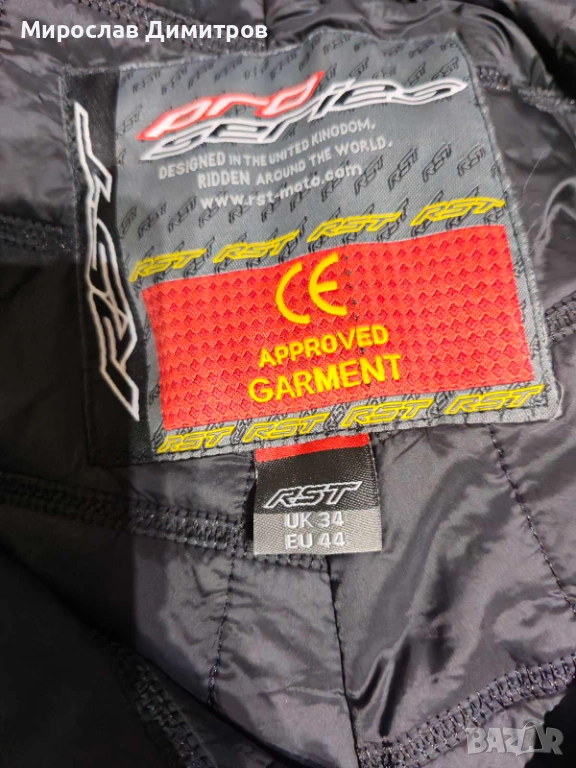 Мирослав Димитров
pro
series
DESIGNED IN THE UNITED KINGDOM.
RIDDEN AROUND THE WORLD.
www.rst-moto.com
RST
RST RST RST RST
CE
APPROVED
GARMENT
RST RST RST RST
RST
UK 34
EU 44
BAZAR